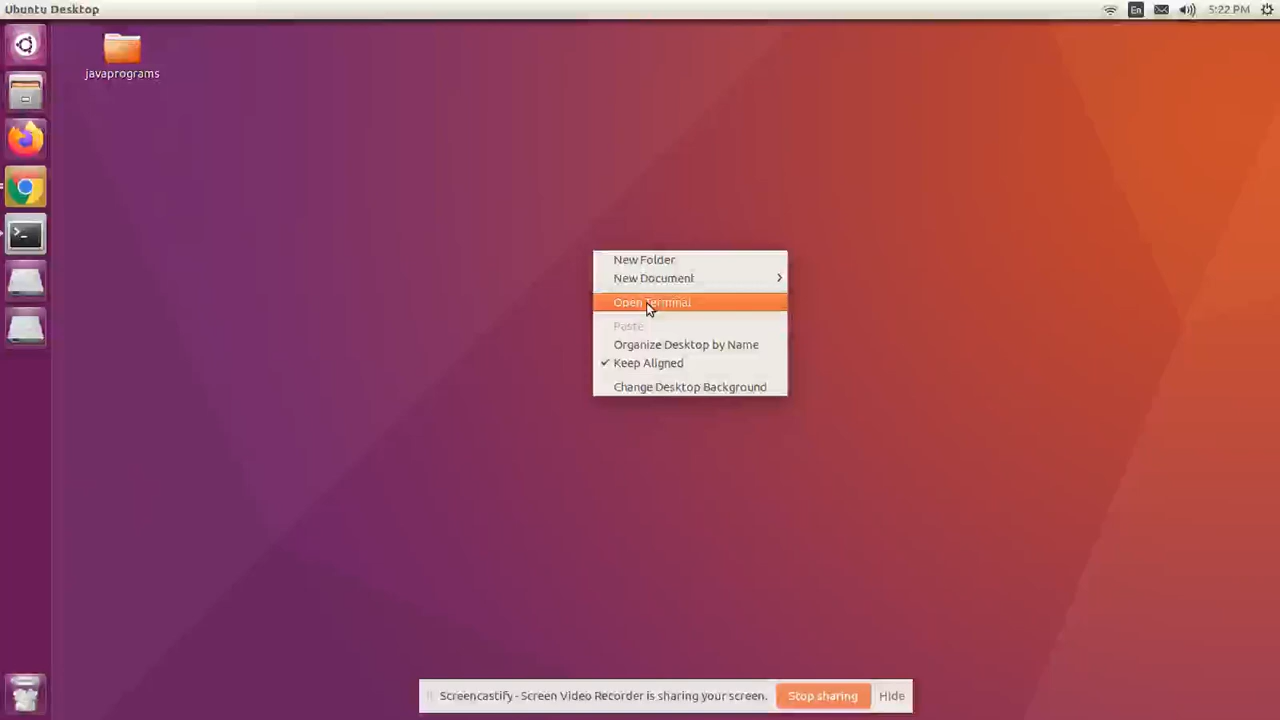 Ubuntu Desktop
En
5:22 PM
javaprograms
New Folder
New Document
Open Terminal
Paste
Organize Desktop by Name
Keep Aligned
Change Desktop Background
Screencastify - Screen Video Recorder is sharing your screen.
Stop sharing
Hide